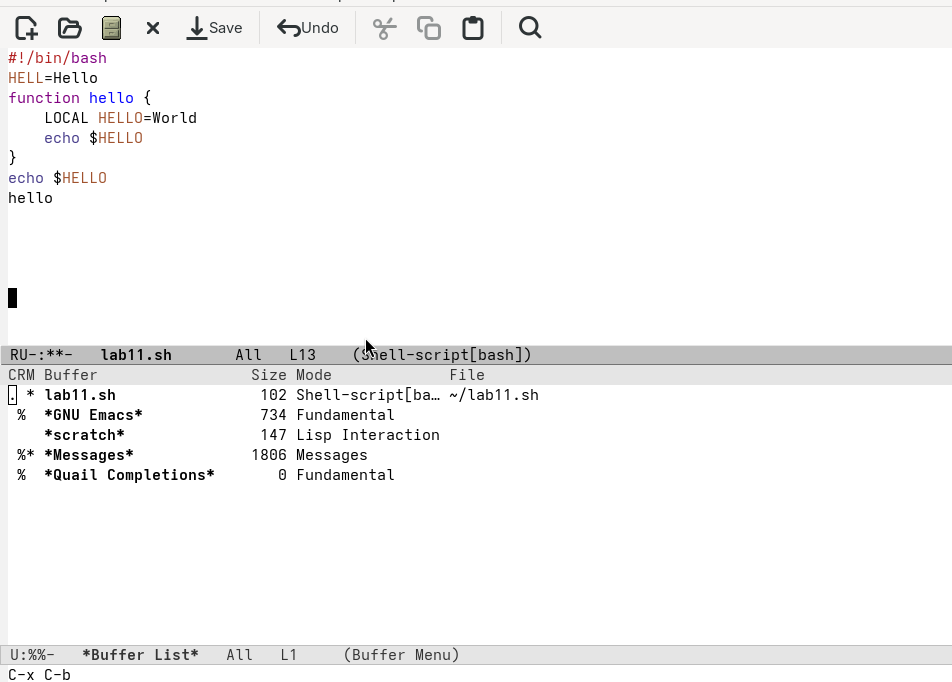 Save Undo
#!/bin/bash
HELL=Hello
function hello {
    LOCAL HELLO=World
    echo $HELLO
}
echo $HELLO
hello
RU-:**-   lab11.sh       All   L13    (Shell-script[bash])
CRM Buffer                 Size Mode             File
. * lab11.sh                102 Shell-script[ba… ~/lab11.sh
 %  *GNU Emacs*             734 Fundamental
    *scratch*               147 Lisp Interaction
 %* *Messages*             1806 Messages
 %  *Quail Completions*       0 Fundamental
U:%%-   *Buffer List*   All   L1     (Buffer Menu)
C-x C-b